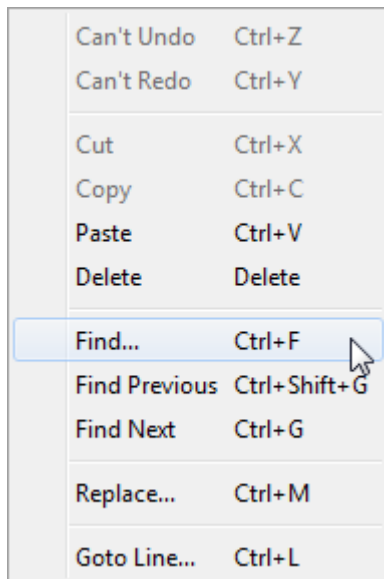 Can't Undo Ctrl+Z
Can't Redo Ctrl+Y
Cut Ctrl+X
Copy Ctrl+C
Paste Ctrl+V
Delete Delete
Find... Ctrl+F
Find Previous Ctrl+Shift+G
Find Next Ctrl+G
Replace... Ctrl+M
Goto Line... Ctrl+L